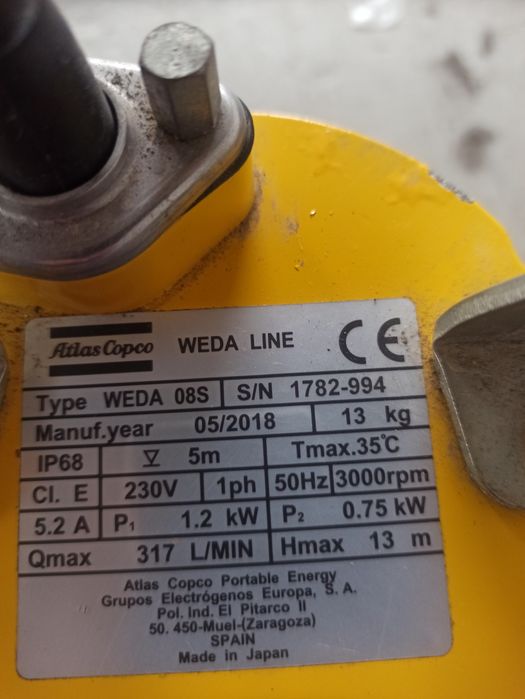 Atlas Copco WEDA LINE CE
Type WEDA 08S S/N 1782-994
Manuf.year 05/2018 13 kg
IP68 5m Tmax.35℃
Cl. E 230V 1ph 50Hz 3000rpm
5.2 A P₁ 1.2 kW P₂ 0.75 kW
Qmax 317 L/MIN Hmax 13 m
Atlas Copco Portable Energy
Grupos Electrógenos Europa, S. A.
Pol. Ind. El Pitarco II
50. 450-Muel-(Zaragoza)
SPAIN
Made in Japan